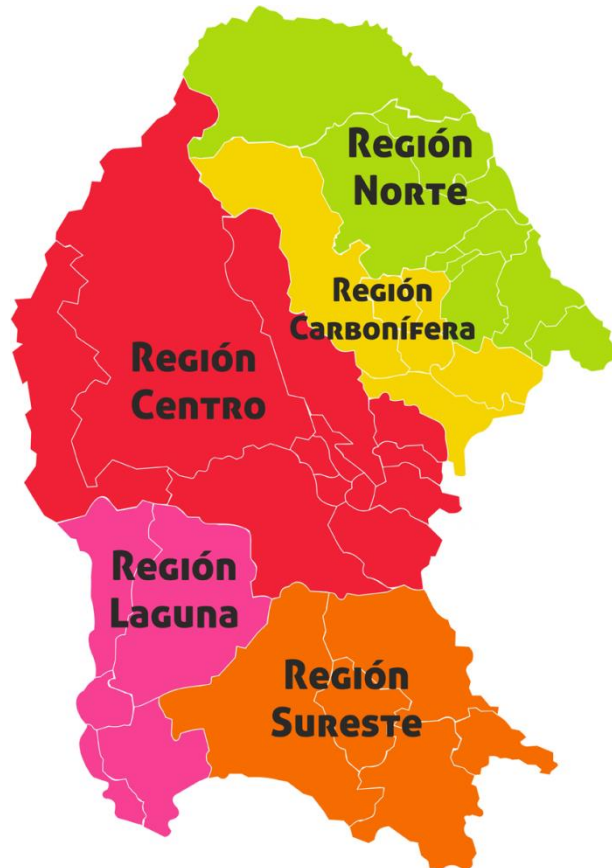 Región
Norte
Región
Carbonífera
Región
Centro
Región
Laguna
Región
Sureste